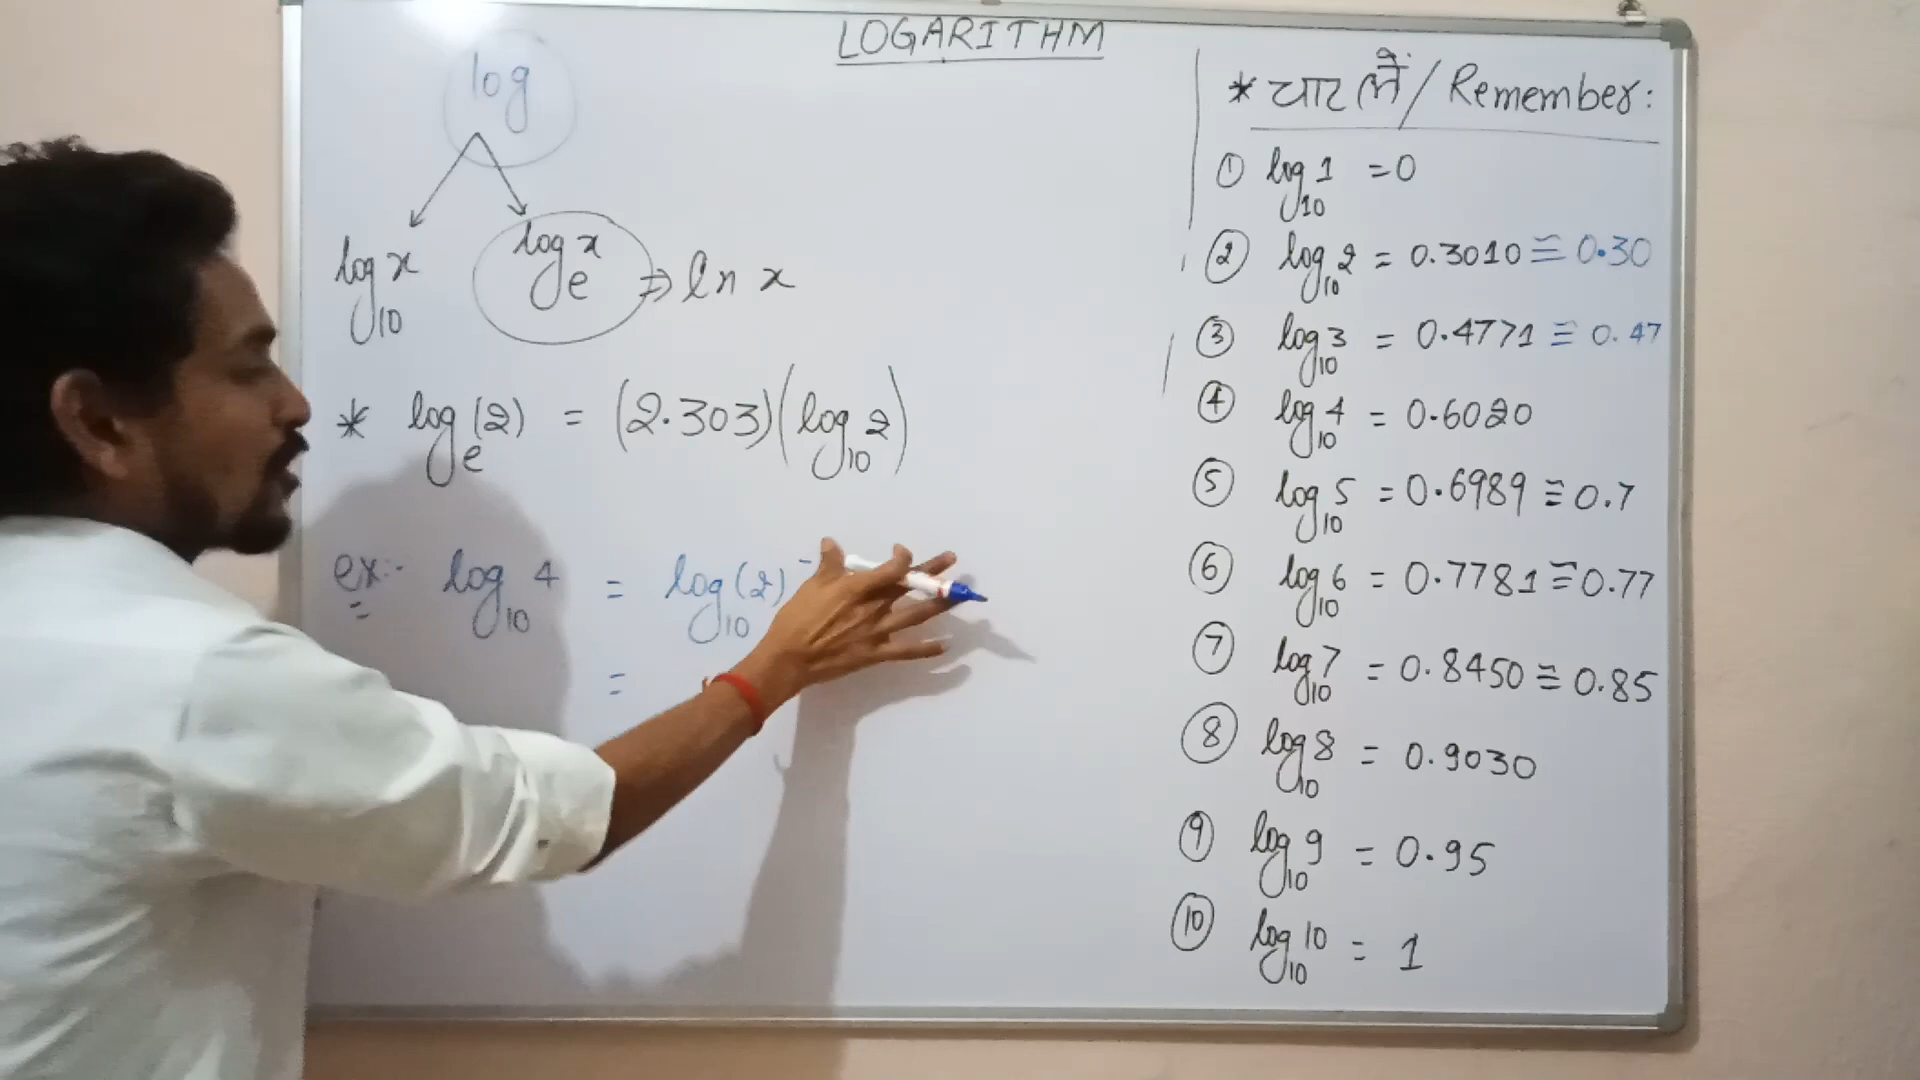 LOGARITHM
log
log₁₀ x
logₑ x ⇒ ln x
* logₑ(2) = (2.303)(log₁₀ 2)
ex:- log₁₀ 4 = log₁₀(2)
=
* याद लें / Remember:
① log₁₀ 1 = 0
② log₁₀ 2 = 0.3010 ≅ 0.30
③ log₁₀ 3 = 0.4771 ≅ 0.47
④ log₁₀ 4 = 0.6020
⑤ log₁₀ 5 = 0.6989 ≅ 0.7
⑥ log₁₀ 6 = 0.7781 ≅ 0.77
⑦ log₁₀ 7 = 0.8450 ≅ 0.85
⑧ log₁₀ 8 = 0.9030
⑨ log₁₀ 9 = 0.95
⑩ log₁₀ 10 = 1